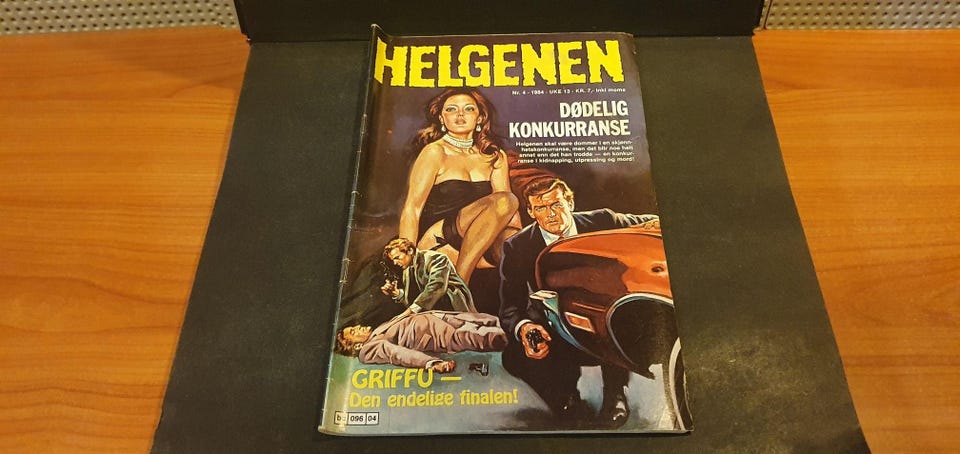 HELGENEN
Nr. 4 - 1984 - UKE 13 - KR. 7,- Inkl moms
DØDELIG
KONKURRANSE
Helgenen skal være dommer i en skjønn-
hetskonkurranse, men det blir noe helt
annet enn det han trodde — en konkur-
ranse i kidnapping, utpressing og mord!
GRIFFU —
Den endelige finalen!
096 04